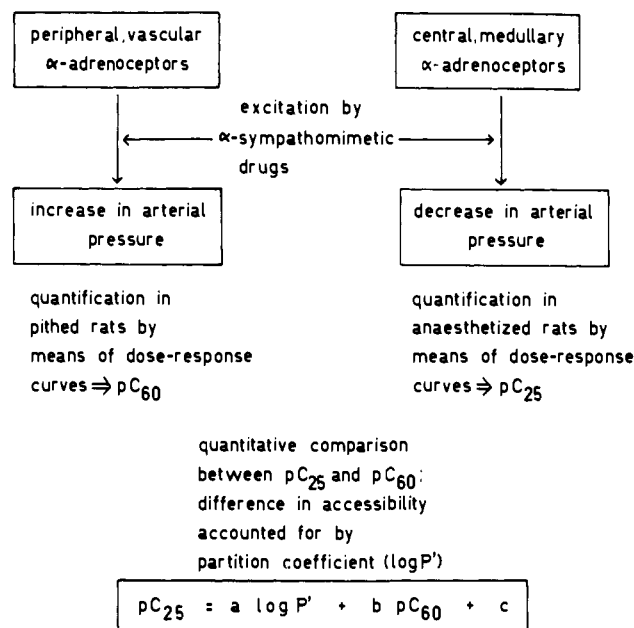 peripheral, vascular
α-adrenoceptors
central, medullary
α-adrenoceptors
excitation by
α-sympathomimetic
drugs
increase in arterial
pressure
decrease in arterial
pressure
quantification in
pithed rats by
means of dose-response
curves ⇒ pC60
quantification in
anaesthetized rats by
means of dose-response
curves ⇒ pC25
quantitative comparison
between pC25 and pC60;
difference in accessibility
accounted for by
partition coefficient (log P')
pC25 = a log P' + b pC60 + c